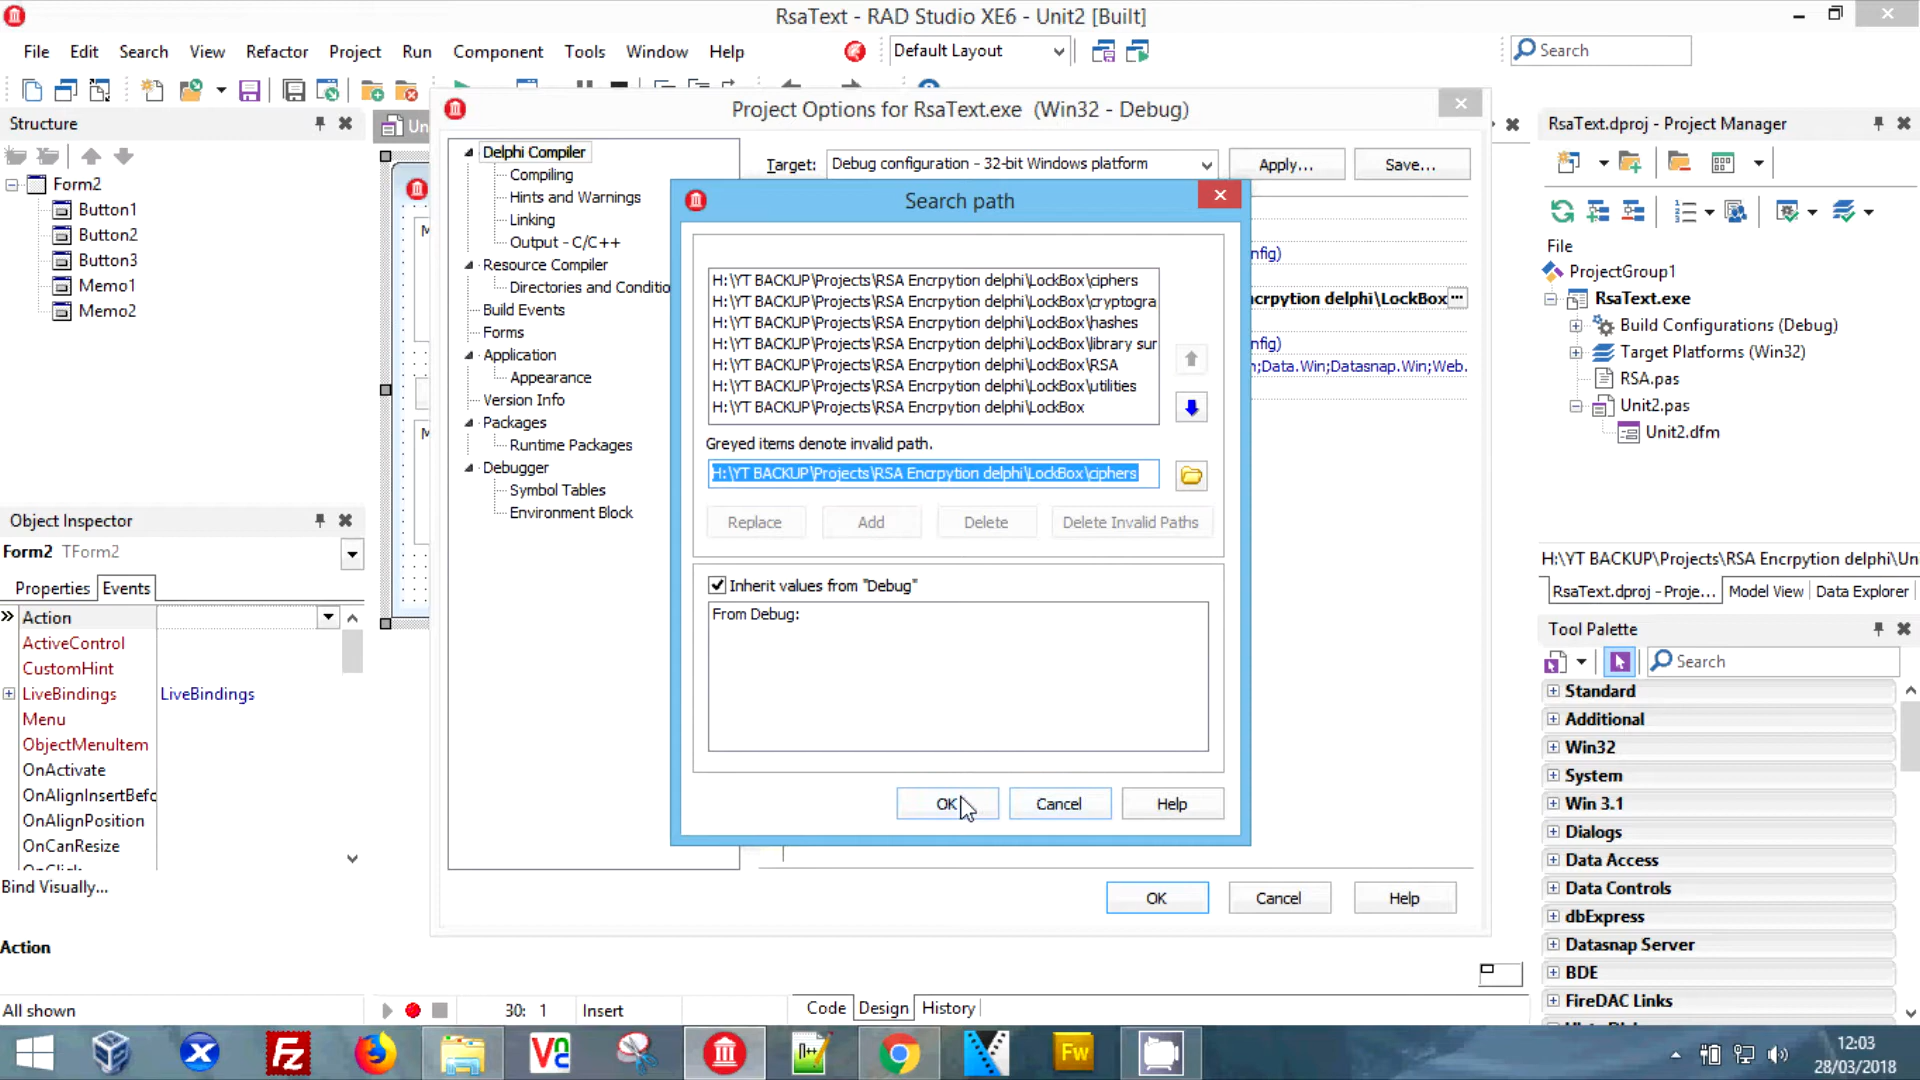 RsaText - RAD Studio XE6 - Unit2 [Built]
File Edit Search View Refactor Project Run Component Tools Window Help
Default Layout
Search
Structure
Form2
Button1
Button2
Button3
Memo1
Memo2
Un
Project Options for RsaText.exe (Win32 - Debug)
Delphi Compiler
Compiling
Hints and Warnings
Linking
Output - C/C++
Resource Compiler
Directories and Conditio
Build Events
Forms
Application
Appearance
Version Info
Packages
Runtime Packages
Debugger
Symbol Tables
Environment Block
Target: Debug configuration - 32-bit Windows platform
Apply... Save...
nfig)
crpytion delphi\LockBox ...
nfig)
;Data.Win;Datasnap.Win;Web.
Search path
H:\YT BACKUP\Projects\RSA Encrpytion delphi\LockBox\ciphers
H:\YT BACKUP\Projects\RSA Encrpytion delphi\LockBox\cryptogra
H:\YT BACKUP\Projects\RSA Encrpytion delphi\LockBox\hashes
H:\YT BACKUP\Projects\RSA Encrpytion delphi\LockBox\library sur
H:\YT BACKUP\Projects\RSA Encrpytion delphi\LockBox\RSA
H:\YT BACKUP\Projects\RSA Encrpytion delphi\LockBox\utilities
H:\YT BACKUP\Projects\RSA Encrpytion delphi\LockBox
Greyed items denote invalid path.
H:\YT BACKUP\Projects\RSA Encrpytion delphi\LockBox\ciphers
Replace Add Delete Delete Invalid Paths
Inherit values from "Debug"
From Debug:
OK Cancel Help
OK Cancel Help
RsaText.dproj - Project Manager
File
ProjectGroup1
RsaText.exe
Build Configurations (Debug)
Target Platforms (Win32)
RSA.pas
Unit2.pas
Unit2.dfm
H:\YT BACKUP\Projects\RSA Encrpytion delphi\Un
RsaText.dproj - Proje... Model View Data Explorer
Tool Palette
Search
Standard
Additional
Win32
System
Win 3.1
Dialogs
Data Access
Data Controls
dbExpress
Datasnap Server
BDE
FireDAC Links
Object Inspector
Form2 TForm2
Properties Events
Action
ActiveControl
CustomHint
LiveBindings LiveBindings
Menu
ObjectMenuItem
OnActivate
OnAlignInsertBefo
OnAlignPosition
OnCanResize
OnClick
Bind Visually...
Action
All shown
30: 1 Insert
Code Design History
Fw
12:03
28/03/2018